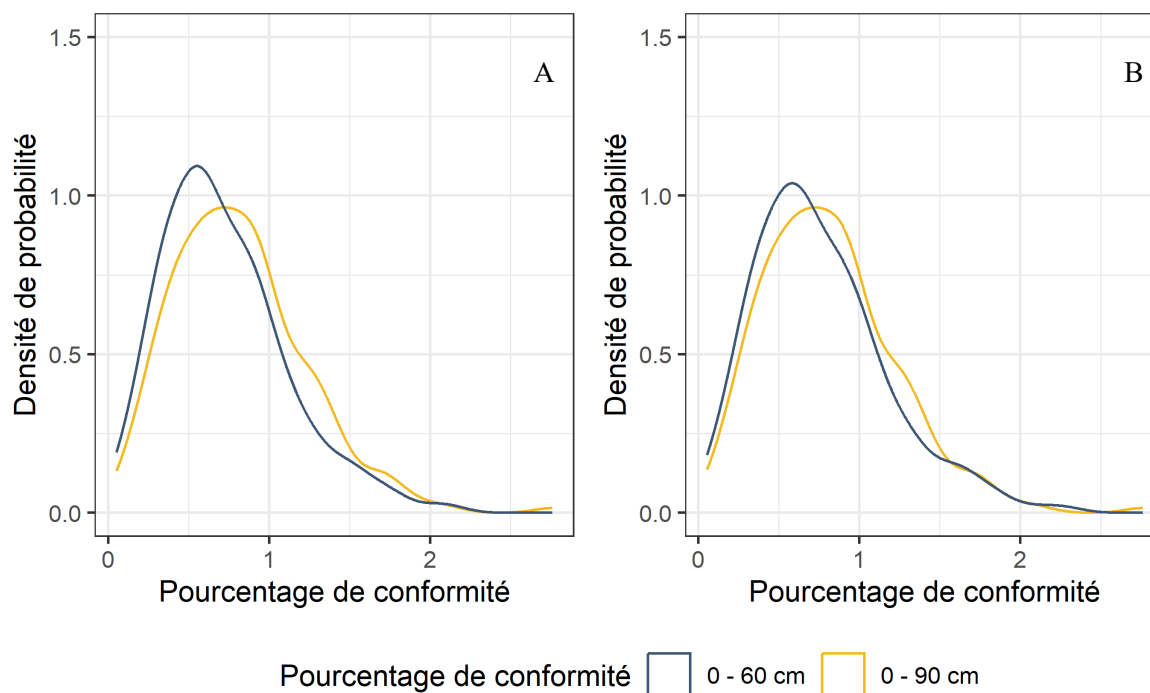 A
1.5
1.0
0.5
0.0
Densité de probabilité
0
1
2
Pourcentage de conformité
B
1.5
1.0
0.5
0.0
Densité de probabilité
0
1
2
Pourcentage de conformité
Pourcentage de conformité 0 - 60 cm 0 - 90 cm